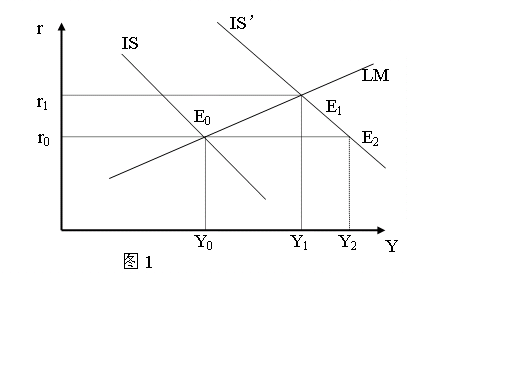 r
IS
IS’
LM
r₁
E₁
E₀
r₀
E₂
Y₀
Y₁
Y₂
Y
图 1